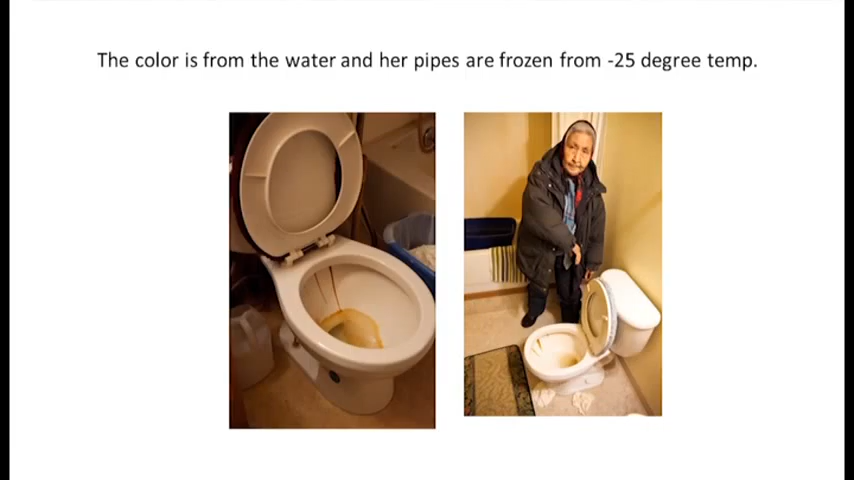 The color is from the water and her pipes are frozen from -25 degree temp.